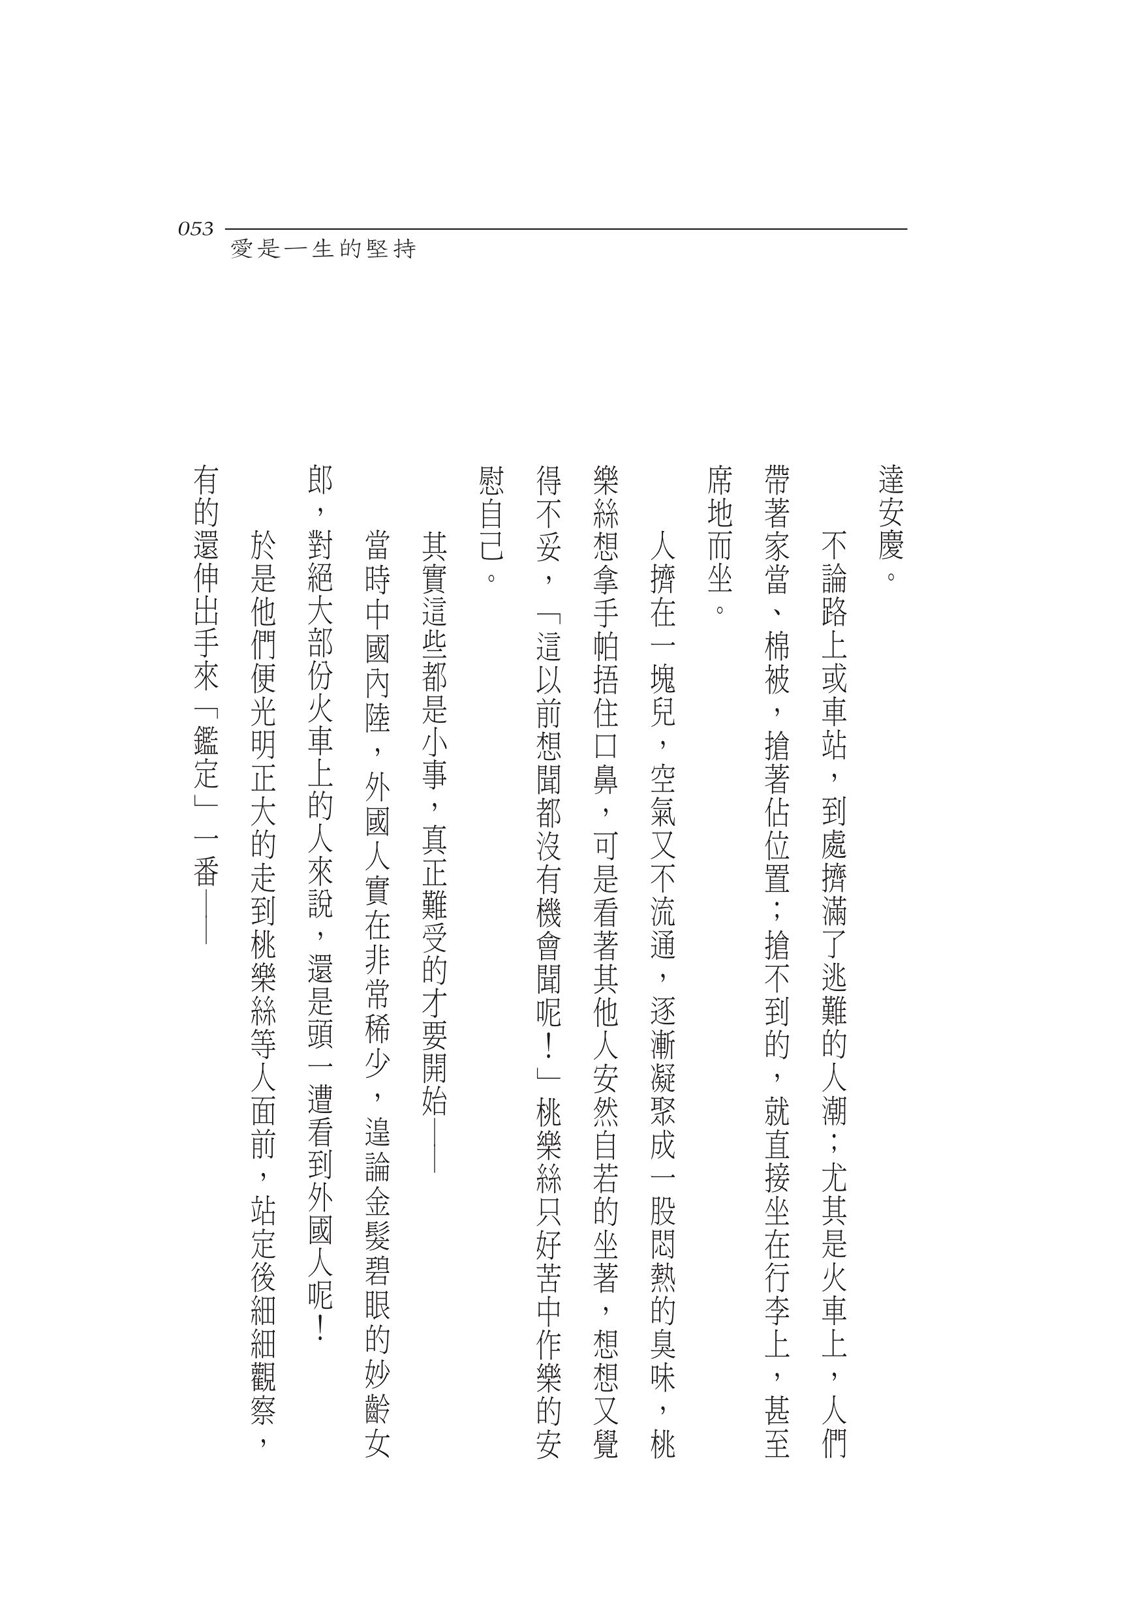 053
愛是一生的堅持
達安慶。
不論路上或車站，到處擠滿了逃難的人潮；尤其是火車上，人們
帶著家當、棉被，搶著佔位置；搶不到的，就直接坐在行李上，甚至
席地而坐。
人擠在一塊兒，空氣又不流通，逐漸凝聚成一股悶熱的臭味，桃
樂絲想拿手帕捂住口鼻，可是看著其他人安然自若的坐著，想想又覺
得不妥，「這以前想聞都沒有機會聞呢！」桃樂絲只好苦中作樂的安
慰自己。
其實這些都是小事，真正難受的才要開始——
當時中國內陸，外國人實在非常稀少，遑論金髮碧眼的妙齡女
郎，對絕大部份火車上的人來說，還是頭一遭看到外國人呢！
於是他們便光明正大的走到桃樂絲等人面前，站定後細細觀察，
有的還伸出手來「鑑定」一番——